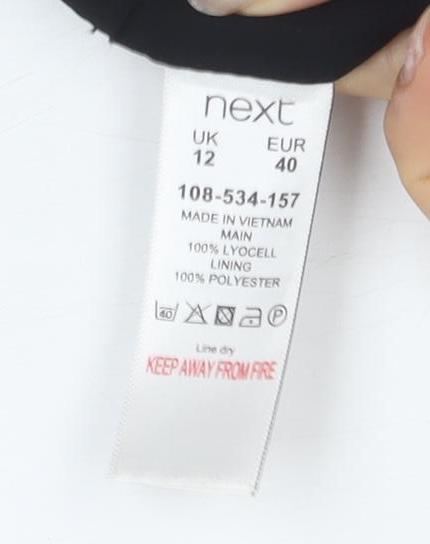 next
UK EUR
12 40
108-534-157
MADE IN VIETNAM
MAIN
100% LYOCELL
LINING
100% POLYESTER
40 P
Line dry
KEEP AWAY FROM FIRE